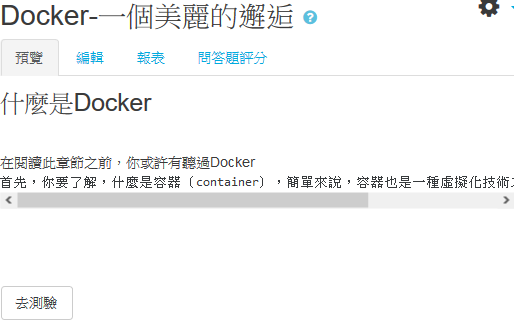 Docker-一個美麗的邂逅
預覽 編輯 報表 問答題評分
什麼是Docker
在閱讀此章節之前，你或許有聽過Docker
首先，你要了解，什麼是容器（container），簡單來說，容器也是一種虛擬化技術
去測驗